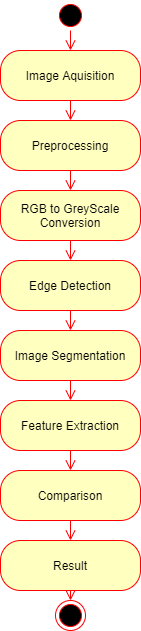 Image Aquisition
Preprocessing
RGB to GreyScale
Conversion
Edge Detection
Image Segmentation
Feature Extraction
Comparison
Result